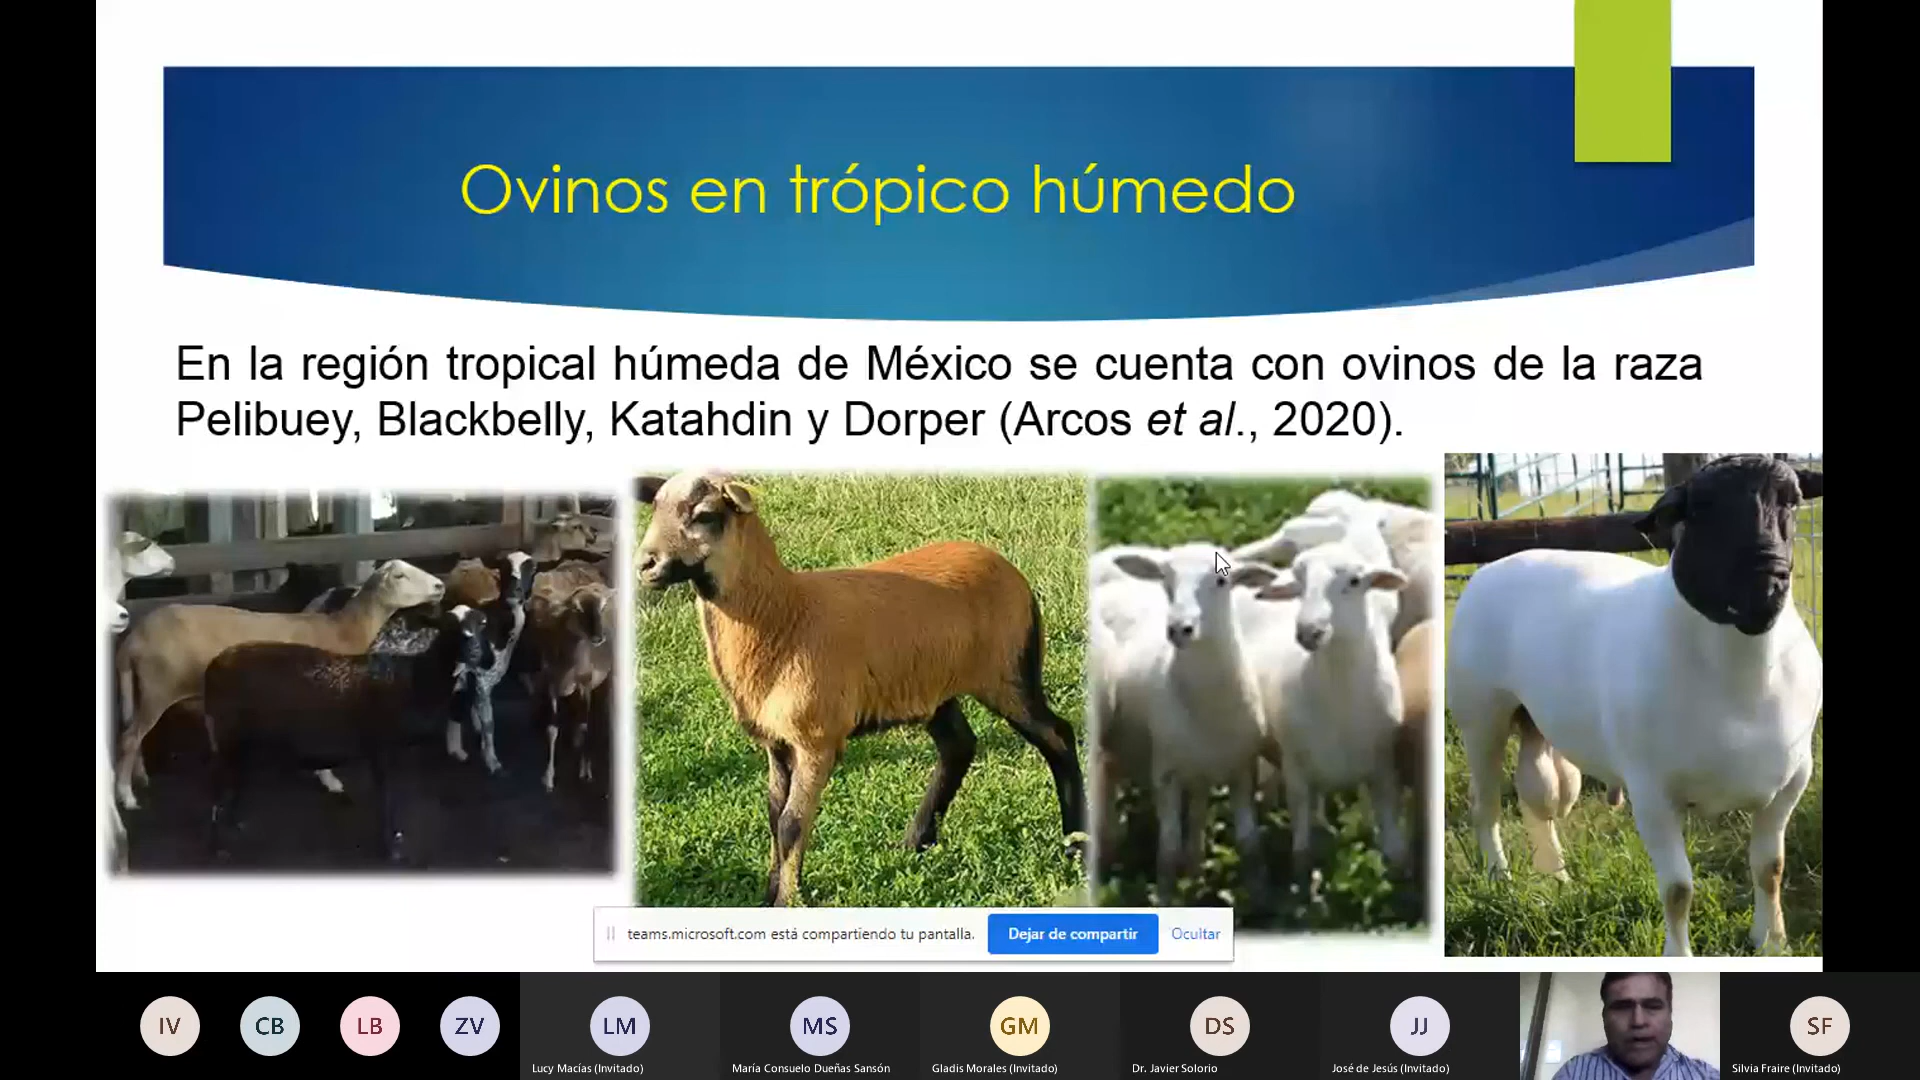 Ovinos en trópico húmedo
En la región tropical húmeda de México se cuenta con ovinos de la raza
Pelibuey, Blackbelly, Katahdin y Dorper (Arcos et al., 2020).
teams.microsoft.com está compartiendo tu pantalla.
Dejar de compartir
Ocultar
IV
CB
LB
ZV
LM
MS
GM
DS
JJ
SF
Lucy Macías (Invitado)
María Consuelo Dueñas Sansón
Gladis Morales (Invitado)
Dr. Javier Solorio
José de Jesús (Invitado)
Silvia Fraire (Invitado)